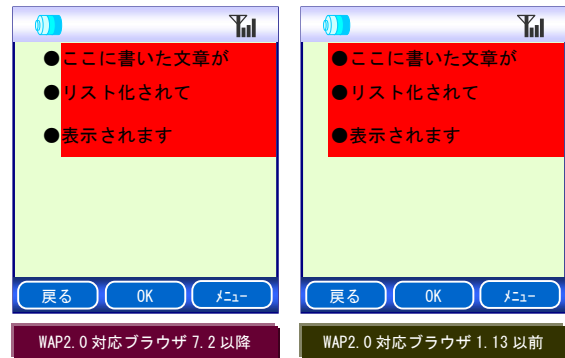 ●ここに書いた文章が
●リスト化されて
●表示されます
戻る OK ﾒﾆｭｰ
WAP2.0対応ブラウザ7.2以降
●ここに書いた文章が
●リスト化されて
●表示されます
戻る OK ﾒﾆｭｰ
WAP2.0対応ブラウザ1.13以前